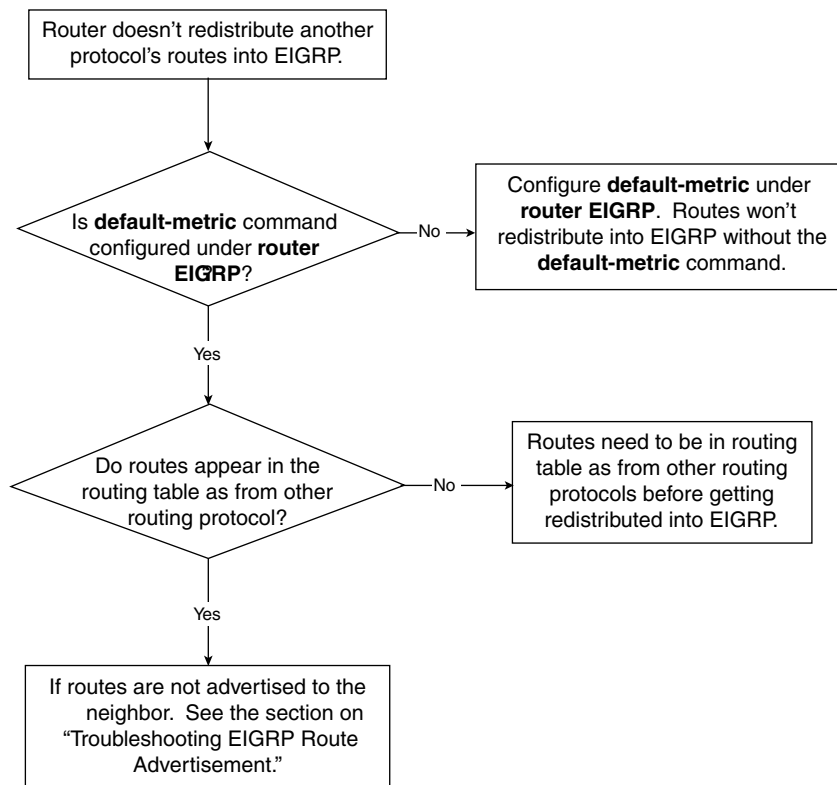 Router doesn't redistribute another
protocol's routes into EIGRP.
Is default-metric command
configured under router
EIGRP?
No
Configure default-metric under
router EIGRP. Routes won't
redistribute into EIGRP without the
default-metric command.
Yes
Do routes appear in the
routing table as from other
routing protocol?
No
Routes need to be in routing
table as from other routing
protocols before getting
redistributed into EIGRP.
Yes
If routes are not advertised to the
neighbor. See the section on
“Troubleshooting EIGRP Route
Advertisement.”